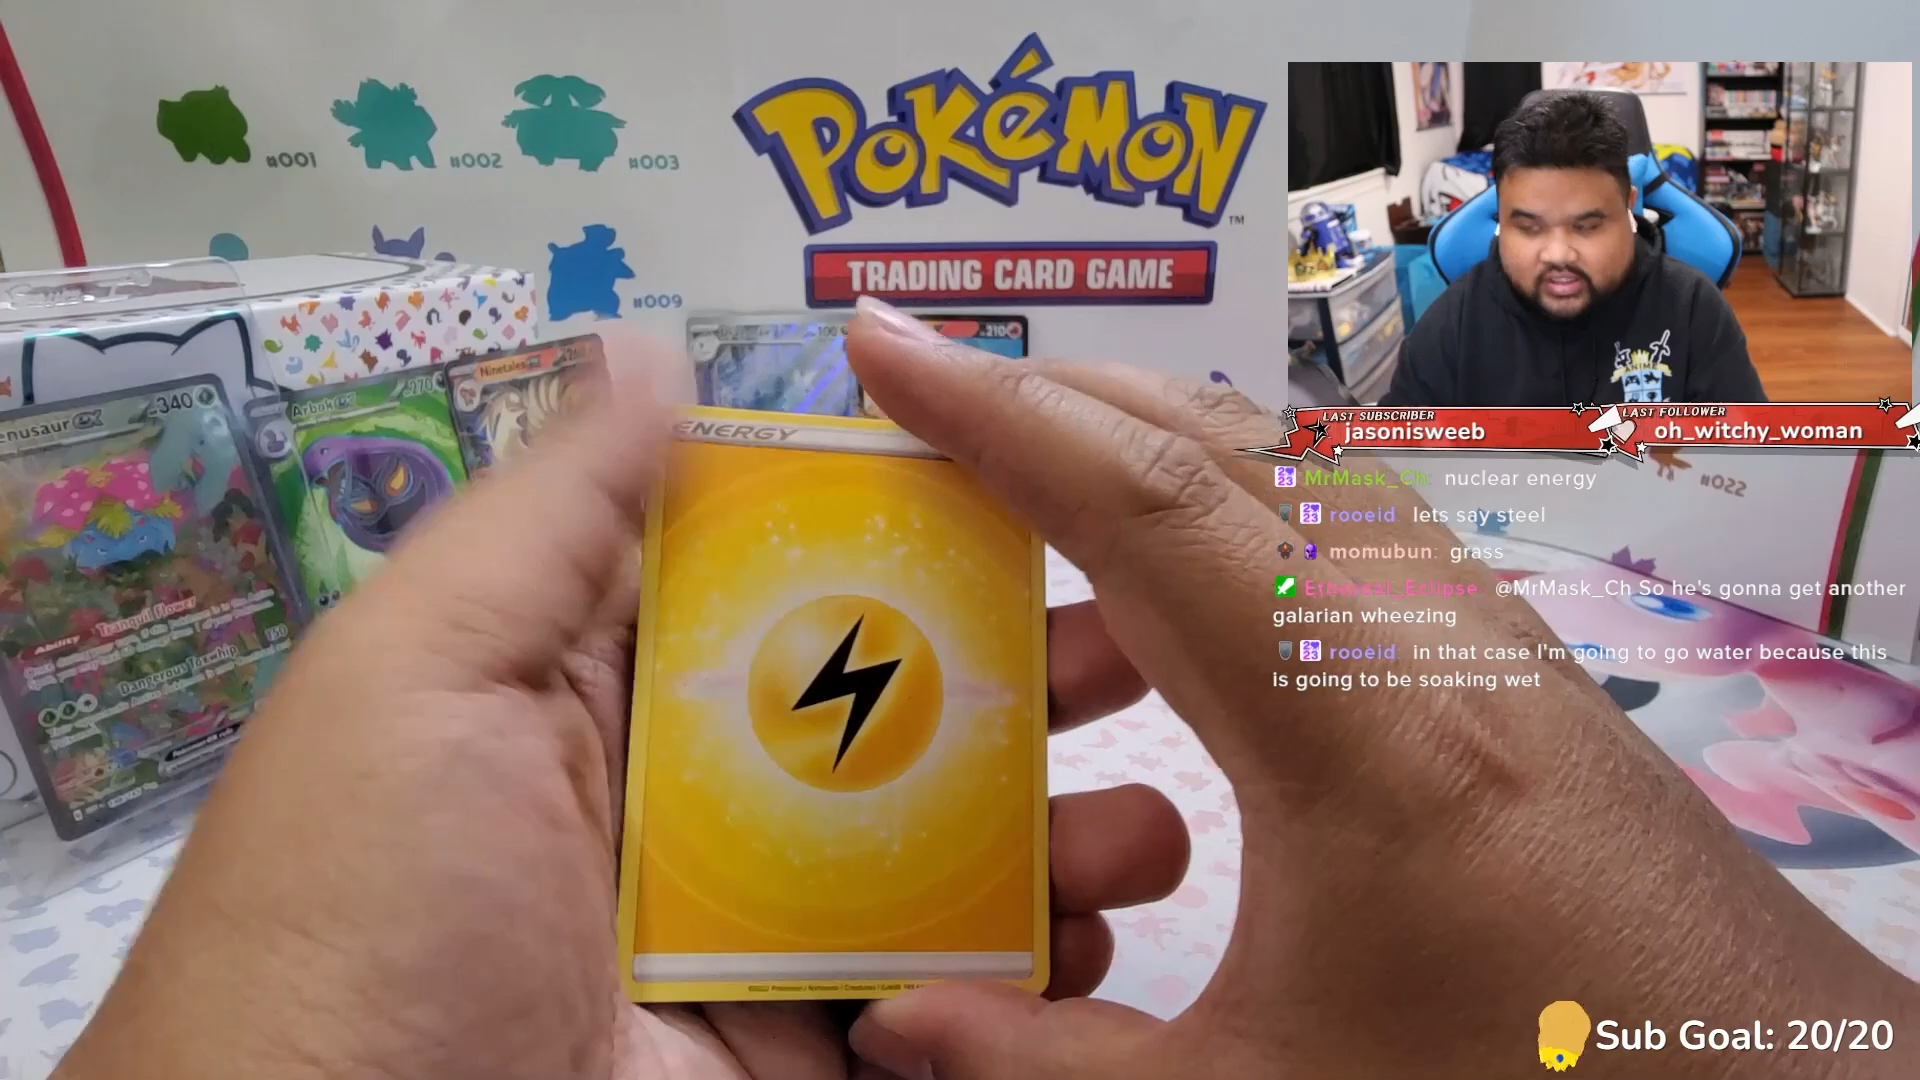 #001
#002
#003
#009
POKéMON
TM
TRADING CARD GAME
enusaur ex
340
Arbok ex
270
Ninetales
100
210
Ability Tranquil Flower
150
Dangerous Toxwhip
ENERGY
LAST SUBSCRIBER
jasonisweeb
LAST FOLLOWER
oh_witchy_woman
ANIME
#022
MrMask_Ch: nuclear energy
rooeid: lets say steel
momubun: grass
Ethereal_Eclipse @MrMask_Ch So he's gonna get another
galarian wheezing
rooeid: in that case I'm going to go water because this
is going to be soaking wet
Sub Goal: 20/20